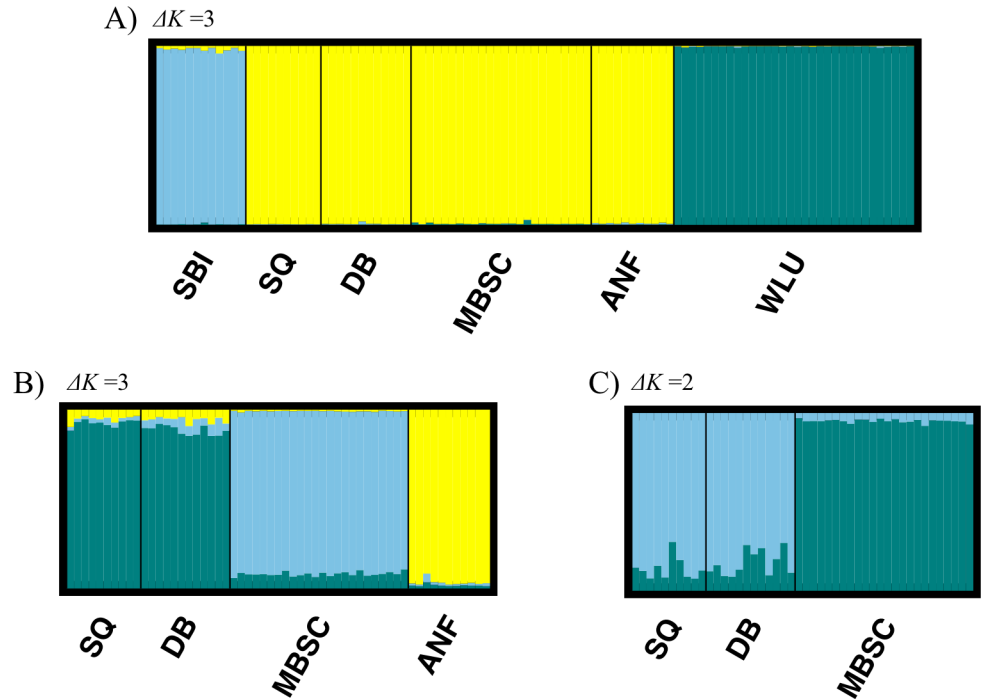 A) ΔK =3
SBI SQ DB MBSC ANF WLU
B) ΔK =3
SQ DB MBSC ANF
C) ΔK =2
SQ DB MBSC